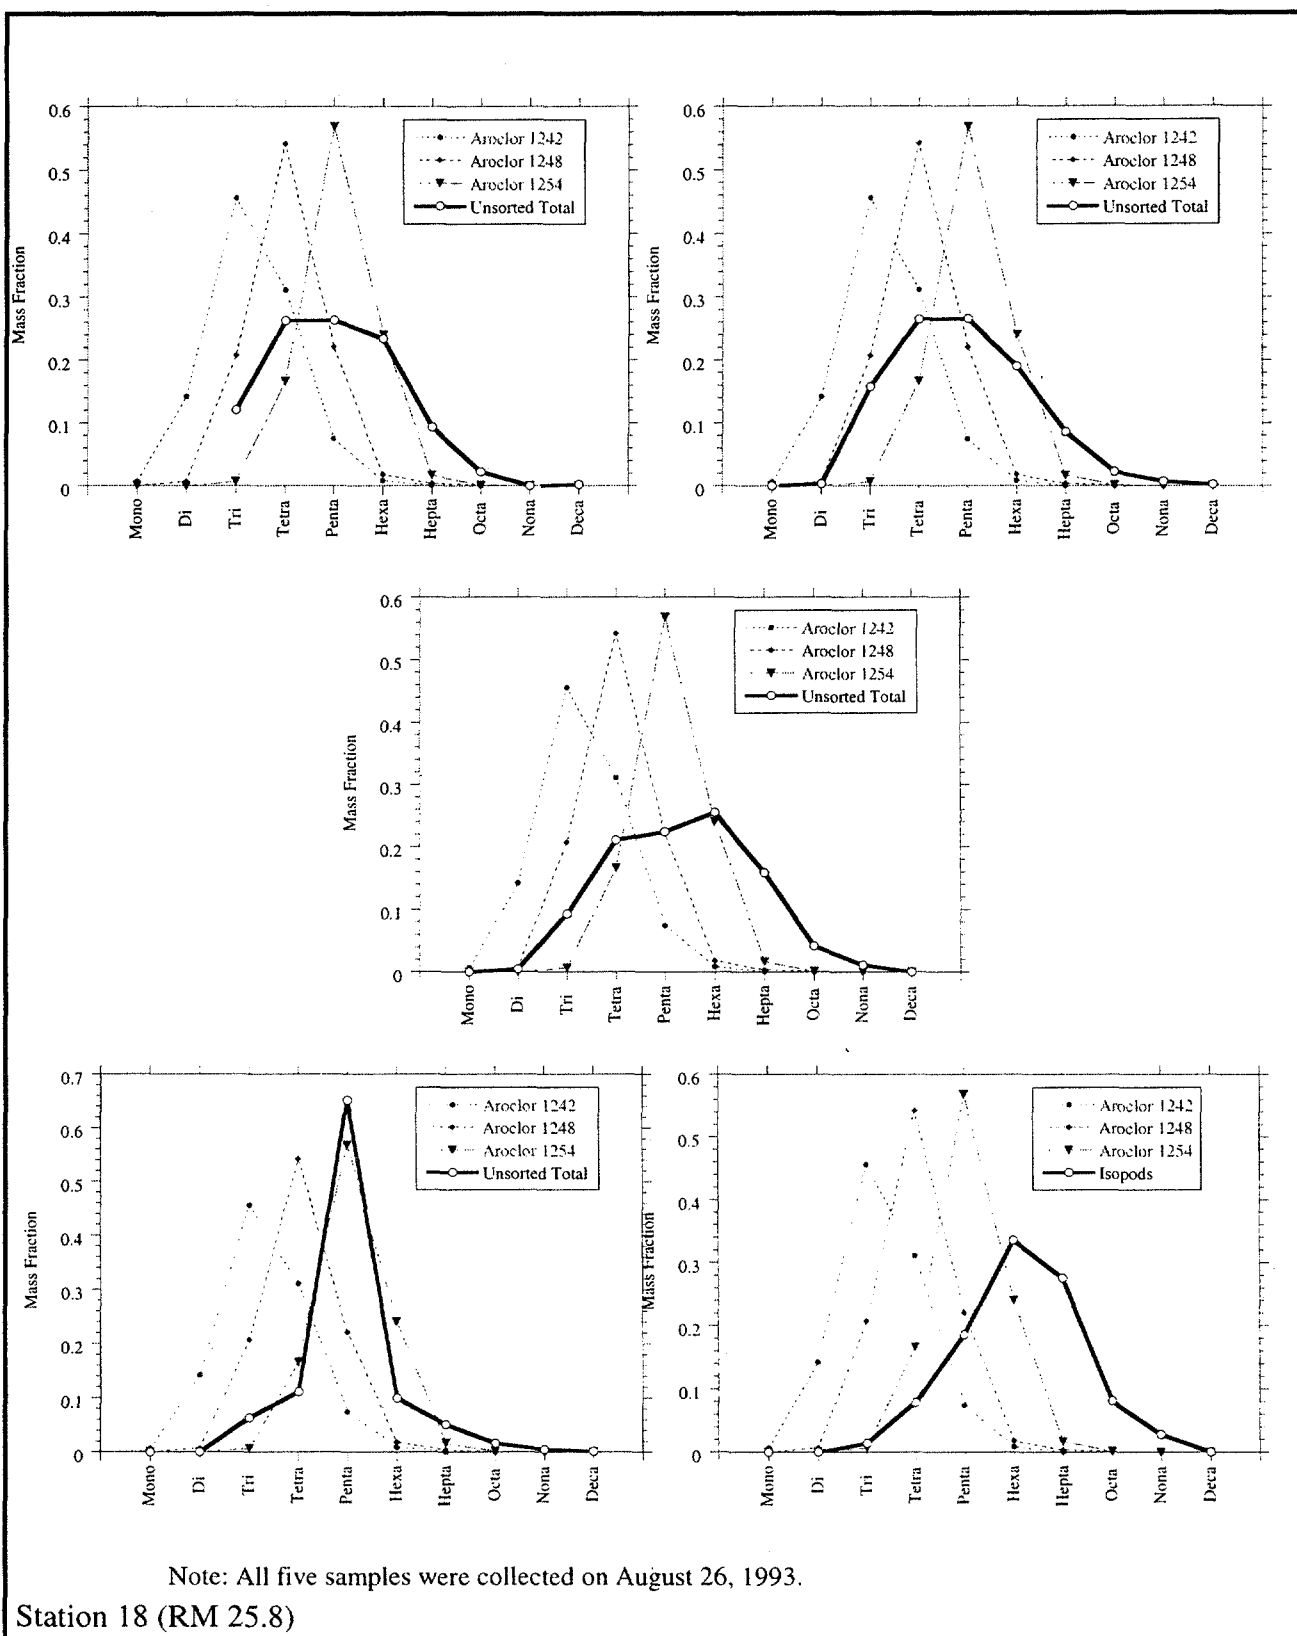 0.6
0.5
0.4
0.3
0.2
0.1
0
Mass Fraction
Aroclor 1242
Aroclor 1248
Aroclor 1254
Unsorted Total
Mono
Di
Tri
Tetra
Penta
Hexa
Hepta
Octa
Nona
Deca
0.6
0.5
0.4
0.3
0.2
0.1
0
Mass Fraction
Aroclor 1242
Aroclor 1248
Aroclor 1254
Unsorted Total
Mono
Di
Tri
Tetra
Penta
Hexa
Hepta
Octa
Nona
Deca
0.6
0.5
0.4
0.3
0.2
0.1
0
Mass Fraction
Aroclor 1242
Aroclor 1248
Aroclor 1254
Unsorted Total
Mono
Di
Tri
Tetra
Penta
Hexa
Hepta
Octa
Nona
Deca
0.7
0.6
0.5
0.4
0.3
0.2
0.1
0
Mass Fraction
Aroclor 1242
Aroclor 1248
Aroclor 1254
Unsorted Total
Mono
Di
Tri
Tetra
Penta
Hexa
Hepta
Octa
Nona
Deca
0.6
0.5
0.4
0.3
0.2
0.1
0
Mass Fraction
Aroclor 1242
Aroclor 1248
Aroclor 1254
Isopods
Mono
Di
Tri
Tetra
Penta
Hexa
Hepta
Octa
Nona
Deca
Note: All five samples were collected on August 26, 1993.
Station 18 (RM 25.8)